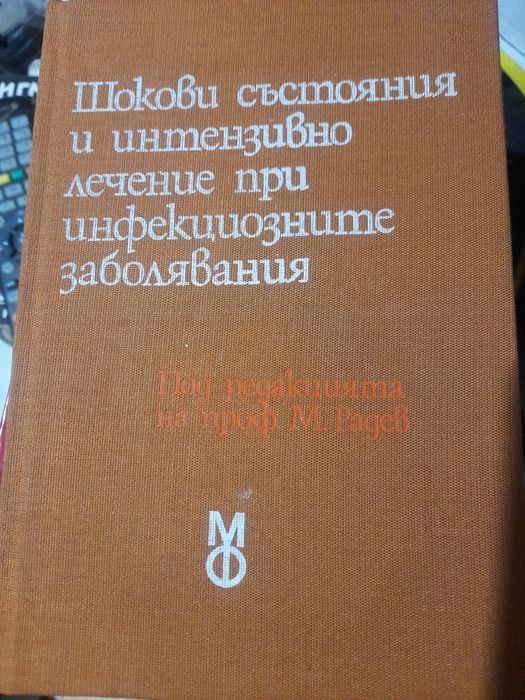 Шокови състояния
и интензивно
лечение при
инфекциозните
заболявания
Под редакцията
на проф. М. Радев
МФ